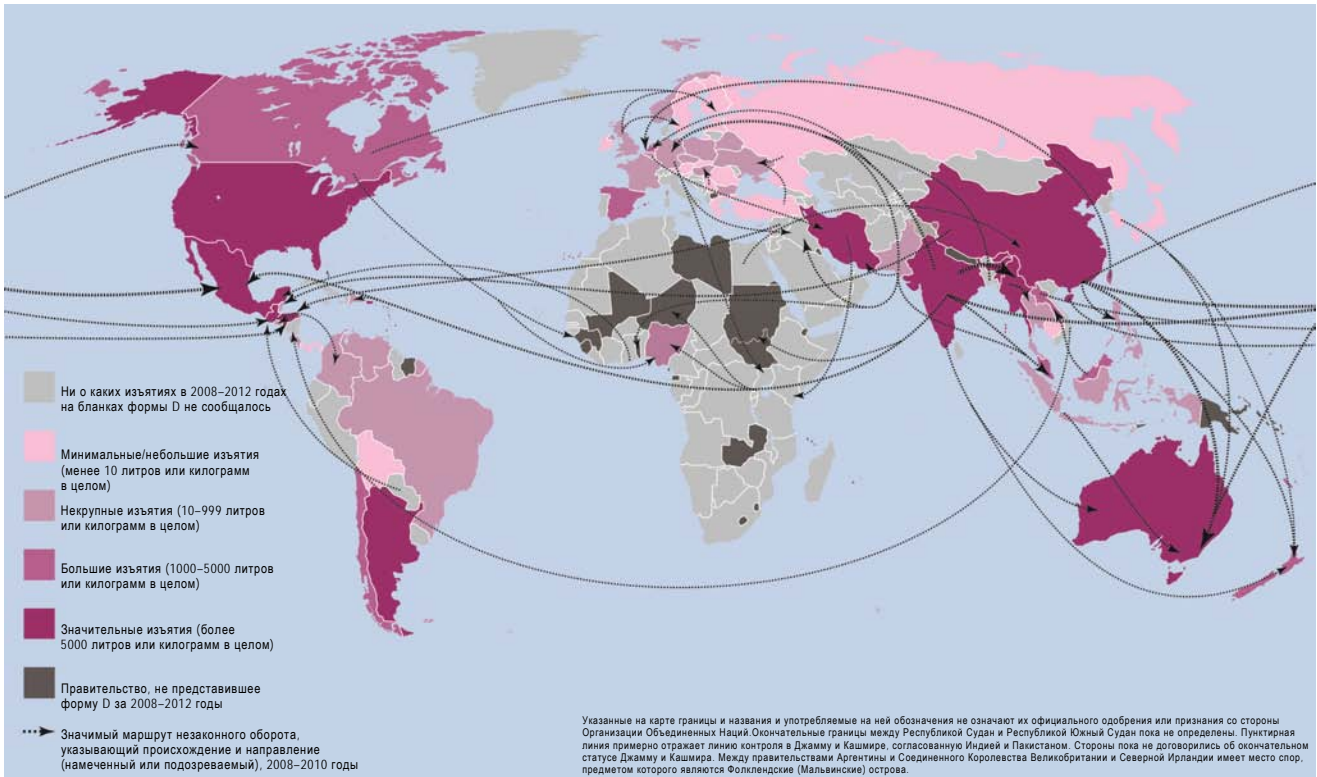 Ни о каких изъятиях в 2008–2012 годах
на бланках формы D не сообщалось
Минимальные/небольшие изъятия
(менее 10 литров или килограмм
в целом)
Некрупные изъятия (10–999 литров
или килограмм в целом)
Большие изъятия (1000–5000 литров
или килограмм в целом)
Значительные изъятия (более
5000 литров или килограмм в целом)
Правительство, не представившее
форму D за 2008–2012 годы
Значимый маршрут незаконного оборота,
указывающий происхождение и направление
(намеченный или подозреваемый), 2008–2010 годы
Указанные на карте границы и названия и употребляемые на ней обозначения не означают их официального одобрения или признания со стороны
Организации Объединенных Наций.Окончательные границы между Республикой Судан и Республикой Южный Судан пока не определены. Пунктирная
линия примерно отражает линию контроля в Джамму и Кашмире, согласованную Индией и Пакистаном. Стороны пока не договорились об окончательном
статусе Джамму и Кашмира. Между правительствами Аргентины и Соединенного Королевства Великобритании и Северной Ирландии имеет место спор,
предметом которого являются Фолклендские (Мальвинские) острова.